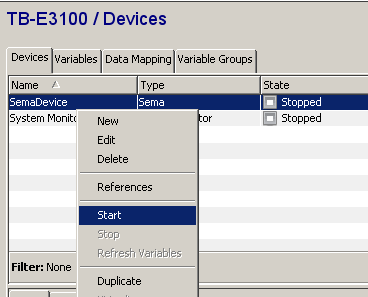 TB-E3100 / Devices
Devices Variables Data Mapping Variable Groups
Name Type State
SemaDevice Sema Stopped
System Monito tor Stopped
New
Edit
Delete
References
Start
Stop
Refresh Variables
Filter: None
Duplicate